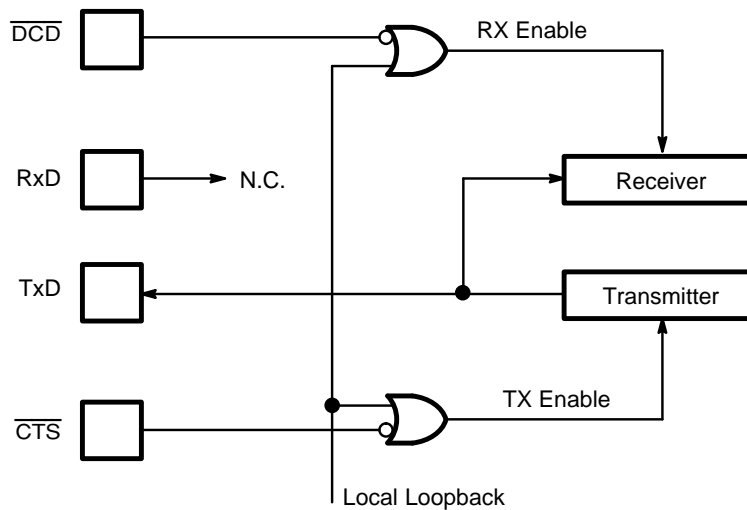 DCD
RX Enable
RxD
N.C.
Receiver
TxD
Transmitter
TX Enable
CTS
Local Loopback